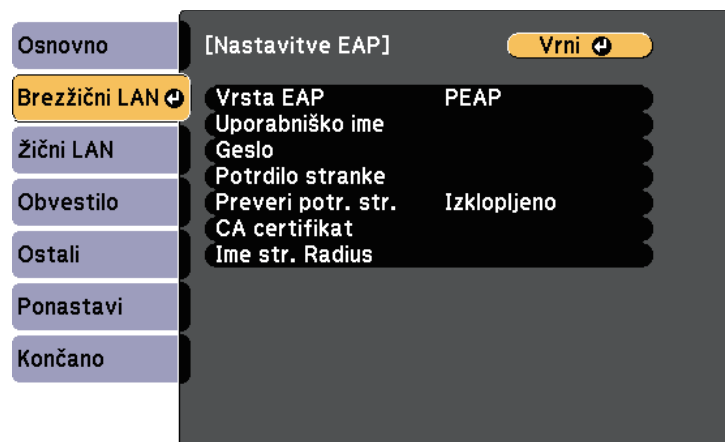 Osnovno
Brezžični LAN
Žični LAN
Obvestilo
Ostali
Ponastavi
Končano
[Nastavitve EAP] Vrni
Vrsta EAP PEAP
Uporabniško ime
Geslo
Potrdilo stranke
Preveri potr. str. Izklopljeno
CA certifikat
Ime str. Radius